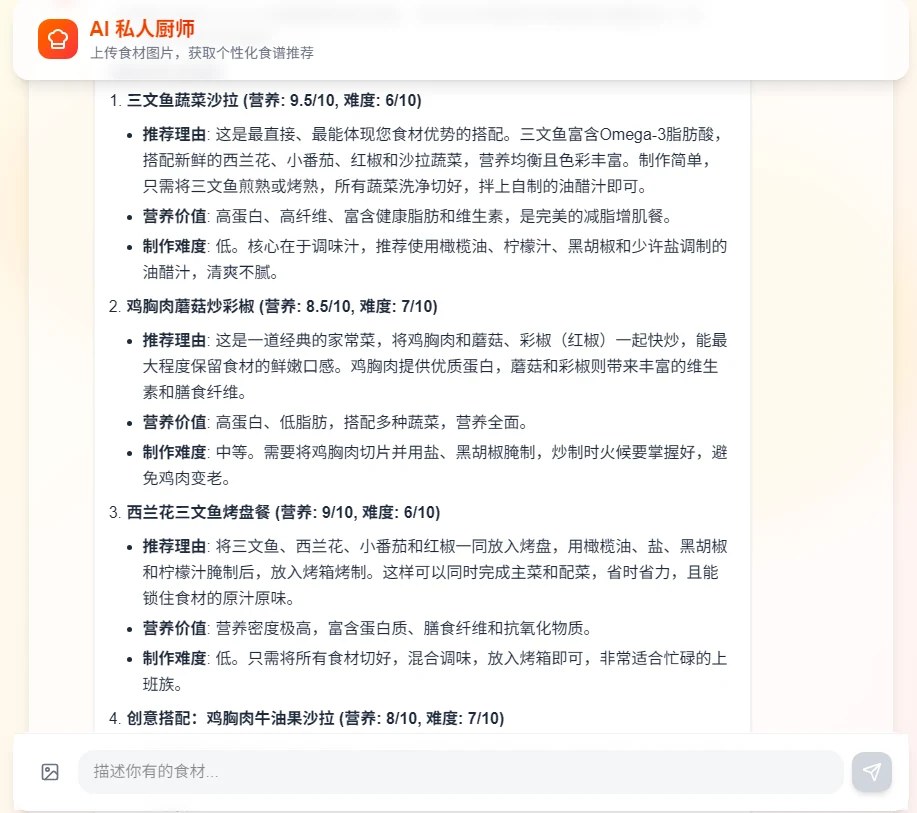 AI 私人厨师
上传食材图片，获取个性化食谱推荐
1. 三文鱼蔬菜沙拉 (营养: 9.5/10, 难度: 6/10)
• 推荐理由: 这是最直接、最能体现您食材优势的搭配。三文鱼富含Omega-3脂肪酸，
搭配新鲜的西兰花、小番茄、红椒和沙拉蔬菜，营养均衡且色彩丰富。制作简单，
只需将三文鱼煎熟或烤熟，所有蔬菜洗净切好，拌上自制的油醋汁即可。
• 营养价值: 高蛋白、高纤维、富含健康脂肪和维生素，是完美的减脂增肌餐。
• 制作难度: 低。核心在于调味汁，推荐使用橄榄油、柠檬汁、黑胡椒和少许盐调制的
油醋汁，清爽不腻。
2. 鸡胸肉蘑菇炒彩椒 (营养: 8.5/10, 难度: 7/10)
• 推荐理由: 这是一道经典的家常菜，将鸡胸肉和蘑菇、彩椒（红椒）一起快炒，能最
大程度保留食材的鲜嫩口感。鸡胸肉提供优质蛋白，蘑菇和彩椒则带来丰富的维生
素和膳食纤维。
• 营养价值: 高蛋白、低脂肪，搭配多种蔬菜，营养全面。
• 制作难度: 中等。需要将鸡胸肉切片并用盐、黑胡椒腌制，炒制时火候要掌握好，避
免鸡肉变老。
3. 西兰花三文鱼烤盘餐 (营养: 9/10, 难度: 6/10)
• 推荐理由: 将三文鱼、西兰花、小番茄和红椒一同放入烤盘，用橄榄油、盐、黑胡椒
和柠檬汁腌制后，放入烤箱烤制。这样可以同时完成主菜和配菜，省时省力，且能
锁住食材的原汁原味。
• 营养价值: 营养密度极高，富含蛋白质、膳食纤维和抗氧化物质。
• 制作难度: 低。只需将所有食材切好，混合调味，放入烤箱即可，非常适合忙碌的上
班族。
4. 创意搭配：鸡胸肉牛油果沙拉 (营养: 8/10, 难度: 7/10)
描述你有的食材...